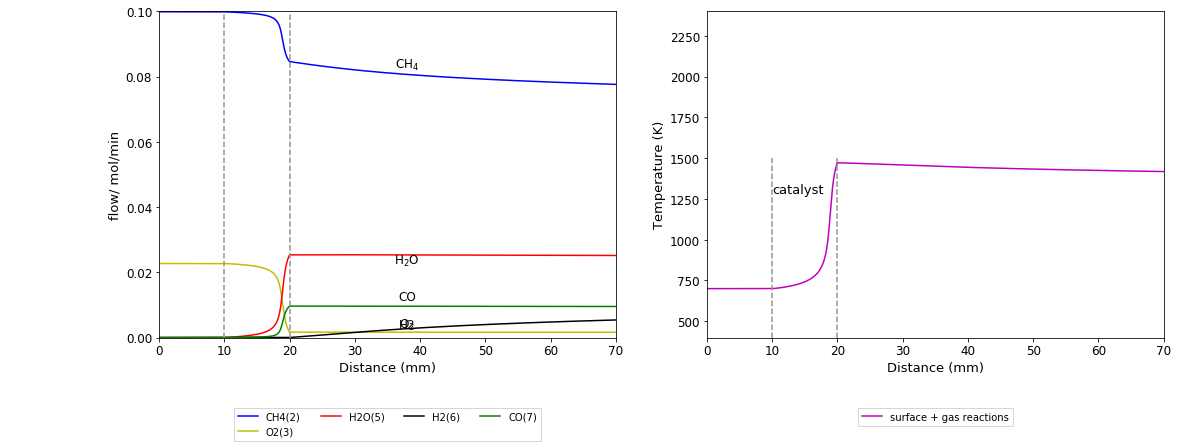 0.10
0.08
0.06
0.04
0.02
0.00
flow/ mol/min
CH₄
H₂O
CO
O₂
H₂
0 10 20 30 40 50 60 70
Distance (mm)
CH4(2) H2O(5) H2(6) CO(7)
O2(3)
2250
2000
1750
1500
1250
1000
750
500
Temperature (K)
catalyst
0 10 20 30 40 50 60 70
Distance (mm)
surface + gas reactions